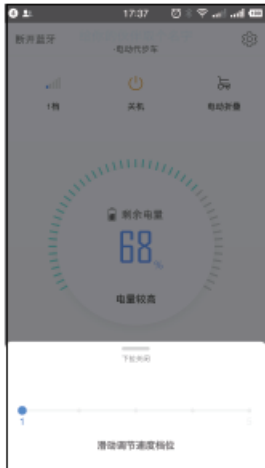 17:37
断开蓝牙
-电动代步车
1档
关机
电动折叠
剩余电量
68%
电量较高
下拉关闭
1
滑动调节速度档位